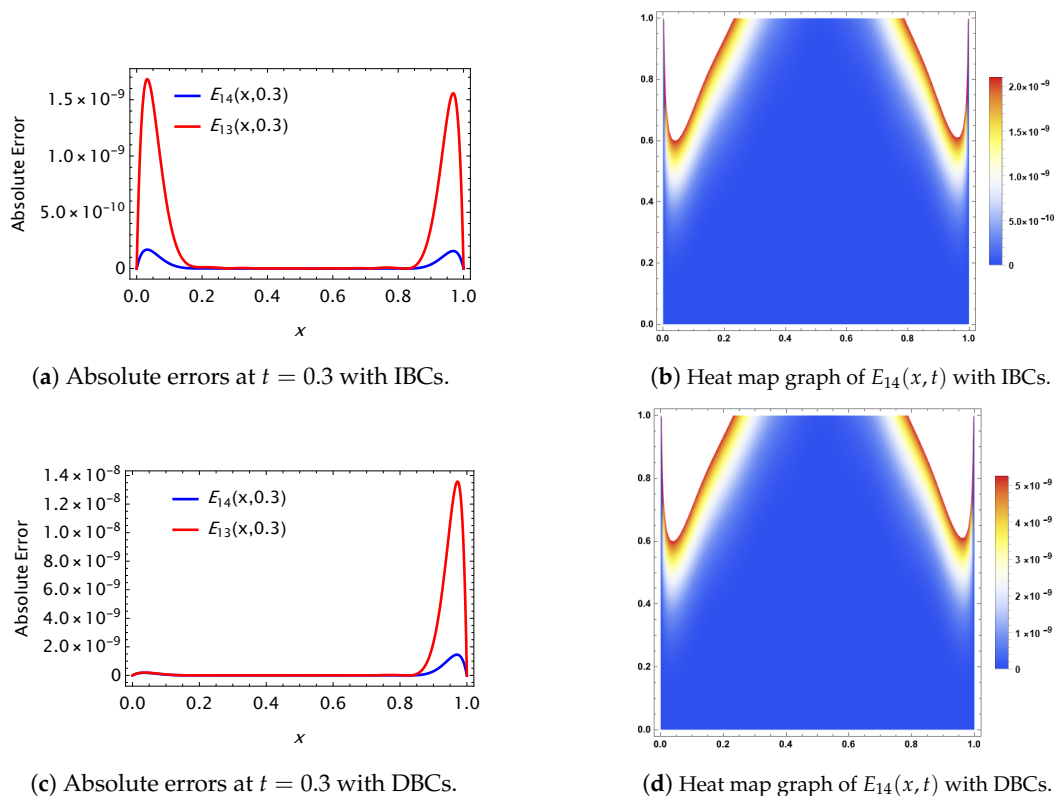 1.5×10⁻⁹
1.0×10⁻⁹
5.0×10⁻¹⁰
0
Absolute Error
E₁₄(x,0.3)
E₁₃(x,0.3)
0.0 0.2 0.4 0.6 0.8 1.0
x
(a) Absolute errors at t = 0.3 with IBCs.
1.0
0.8
0.6
0.4
0.2
0.0
0.0 0.2 0.4 0.6 0.8 1.0
2.0×10⁻⁹
1.5×10⁻⁹
1.0×10⁻⁹
5.0×10⁻¹⁰
0
(b) Heat map graph of E₁₄(x, t) with IBCs.
1.4×10⁻⁸
1.2×10⁻⁸
1.0×10⁻⁸
8.0×10⁻⁹
6.0×10⁻⁹
4.0×10⁻⁹
2.0×10⁻⁹
0
Absolute Error
E₁₄(x,0.3)
E₁₃(x,0.3)
0.0 0.2 0.4 0.6 0.8 1.0
x
(c) Absolute errors at t = 0.3 with DBCs.
1.0
0.8
0.6
0.4
0.2
0.0
0.0 0.2 0.4 0.6 0.8 1.0
5×10⁻⁹
4×10⁻⁹
3×10⁻⁹
2×10⁻⁹
1×10⁻⁹
0
(d) Heat map graph of E₁₄(x, t) with DBCs.